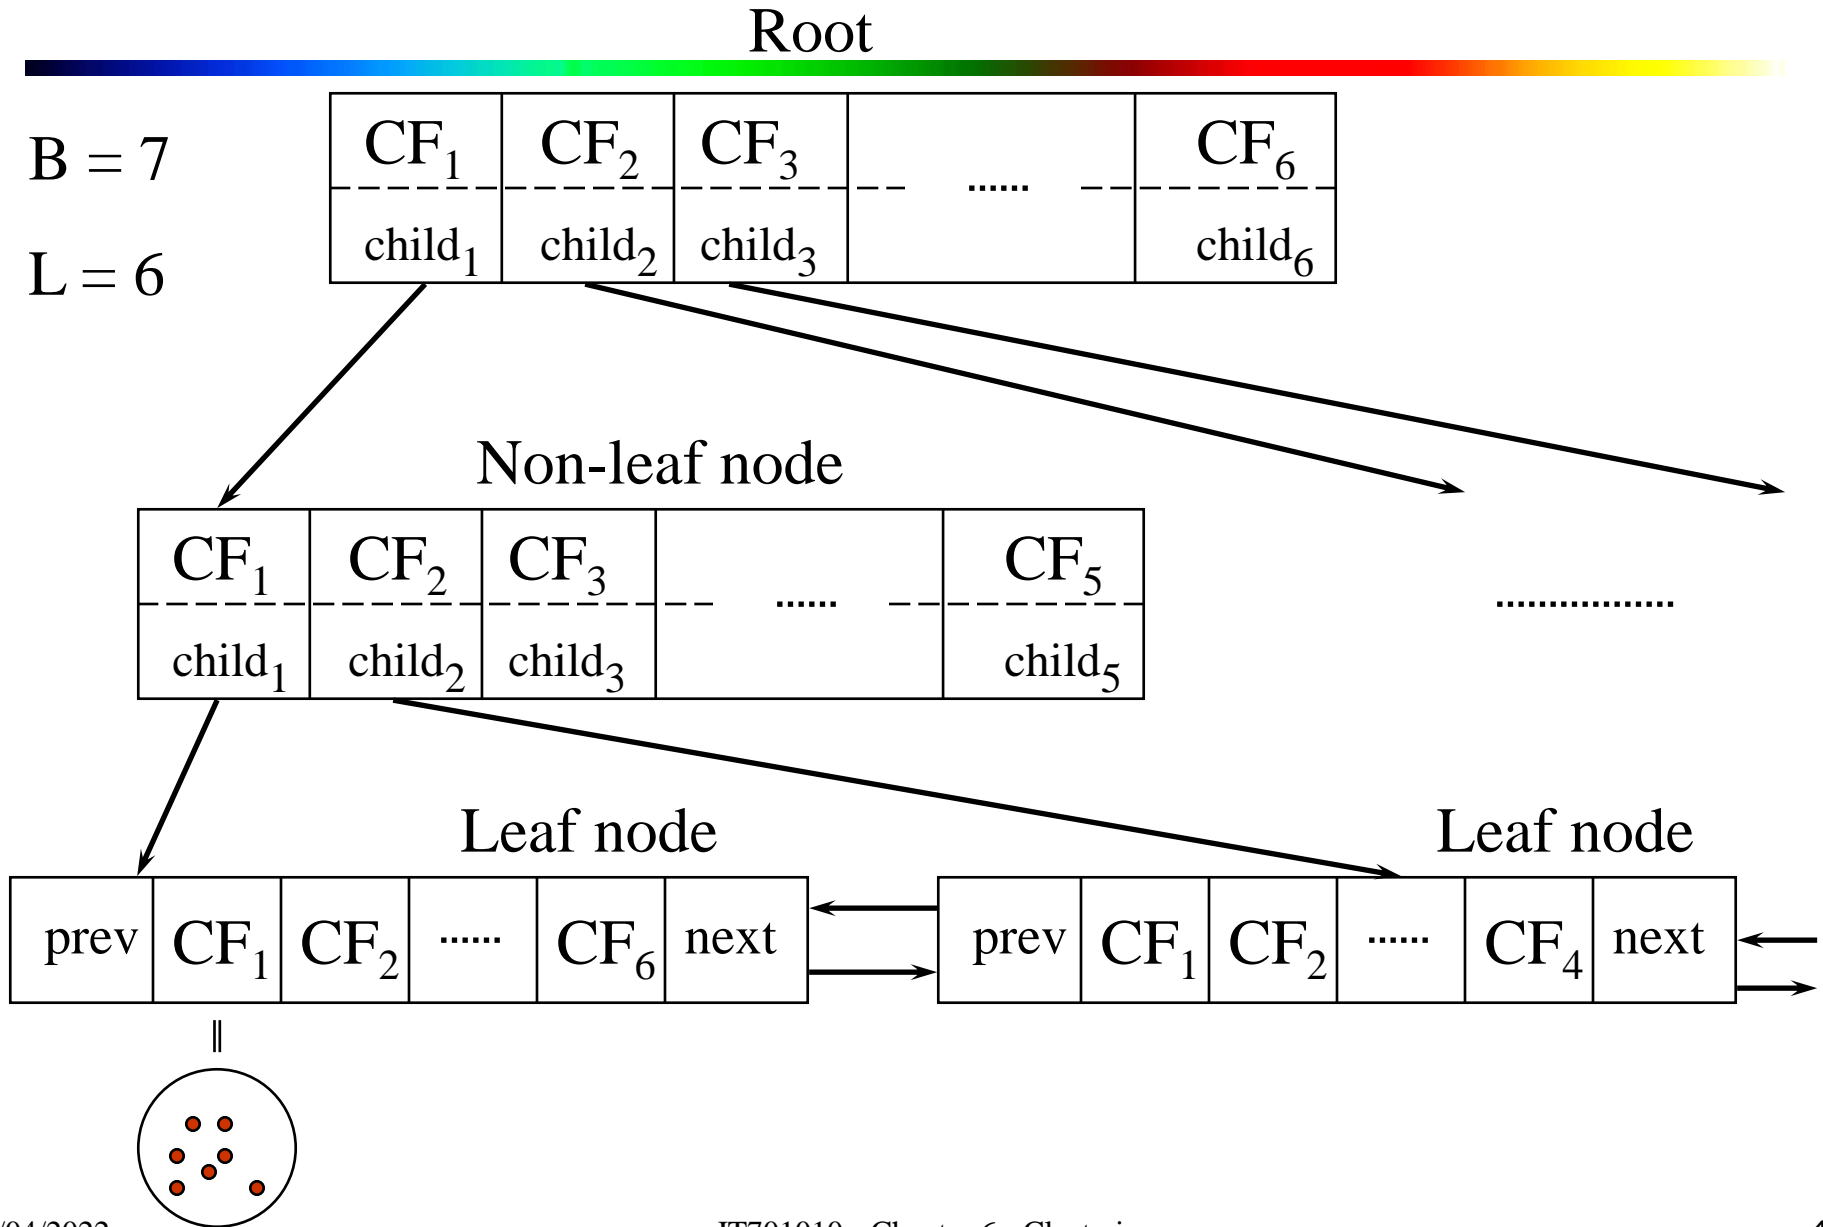 Root
B = 7
L = 6
CF1 CF2 CF3 ...... CF6
child1 child2 child3 child6
Non-leaf node
CF1 CF2 CF3 ...... CF5
child1 child2 child3 child5
.................
Leaf node Leaf node
prev CF1 CF2 ...... CF6 next prev CF1 CF2 ...... CF4 next